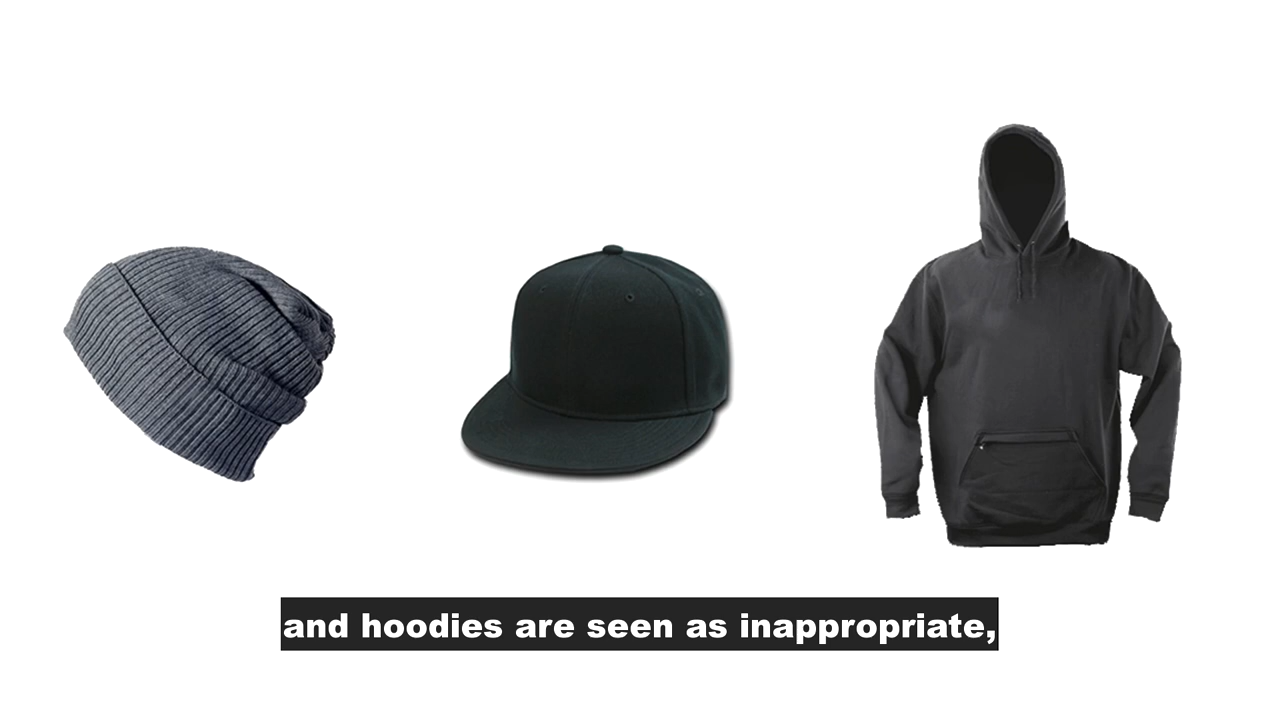 and hoodies are seen as inappropriate,